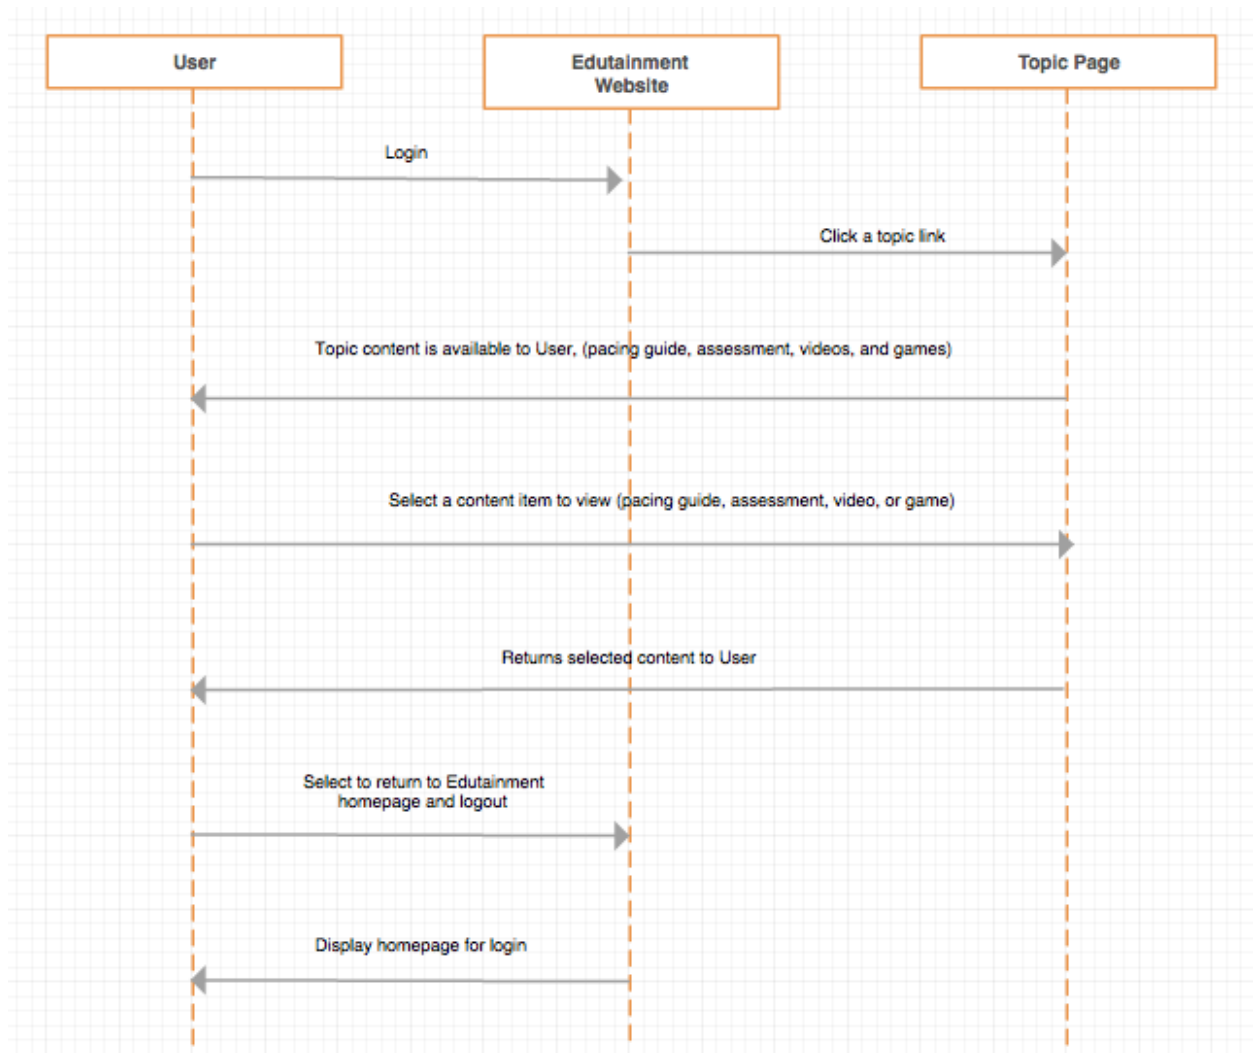 User
Edutainment
Website
Topic Page
Login
Click a topic link
Topic content is available to User, (pacing guide, assessment, videos, and games)
Select a content item to view (pacing guide, assessment, video, or game)
Returns selected content to User
Select to return to Edutainment
homepage and logout
Display homepage for login